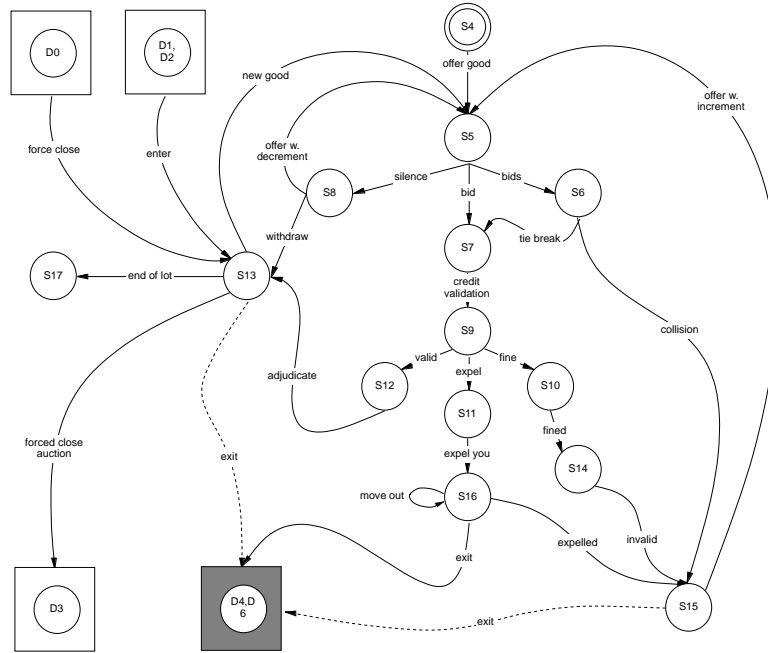 D0
D1,
D2
S4
offer good
new good
offer w.
increment
force close
enter
offer w.
decrement
S5
silence
bid
bids
S8
S6
withdraw
S7
tie break
S17
end of lot
S13
credit
validation
collision
S9
valid
expel
fine
adjudicate
S12
S11
S10
forced close
auction
exit
expel you
fined
move out
S16
S14
expelled
invalid
exit
D3
D4,D
6
exit
S15